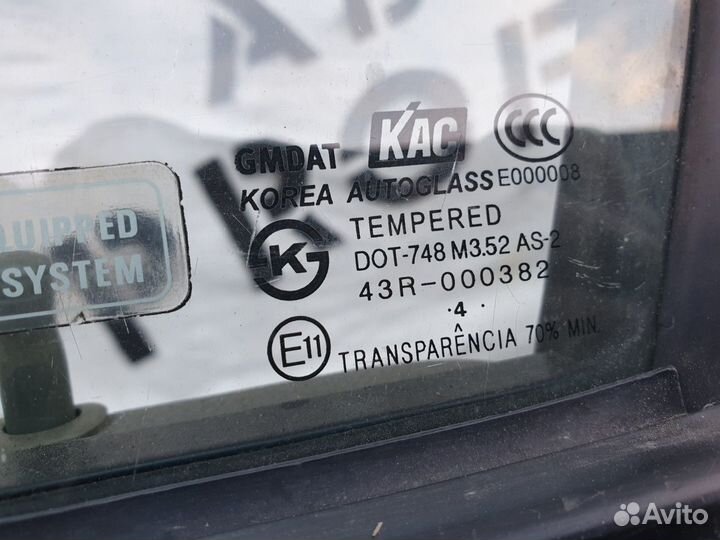 GMDAT KAC CCC
KOREA AUTOGLASS E000008
TEMPERED
DOT-748 M3.52 AS-2
43R-000382
·4·
E11 TRANSPARÊNCIA 70% MIN.
EQUIPPED
SYSTEM
Avito